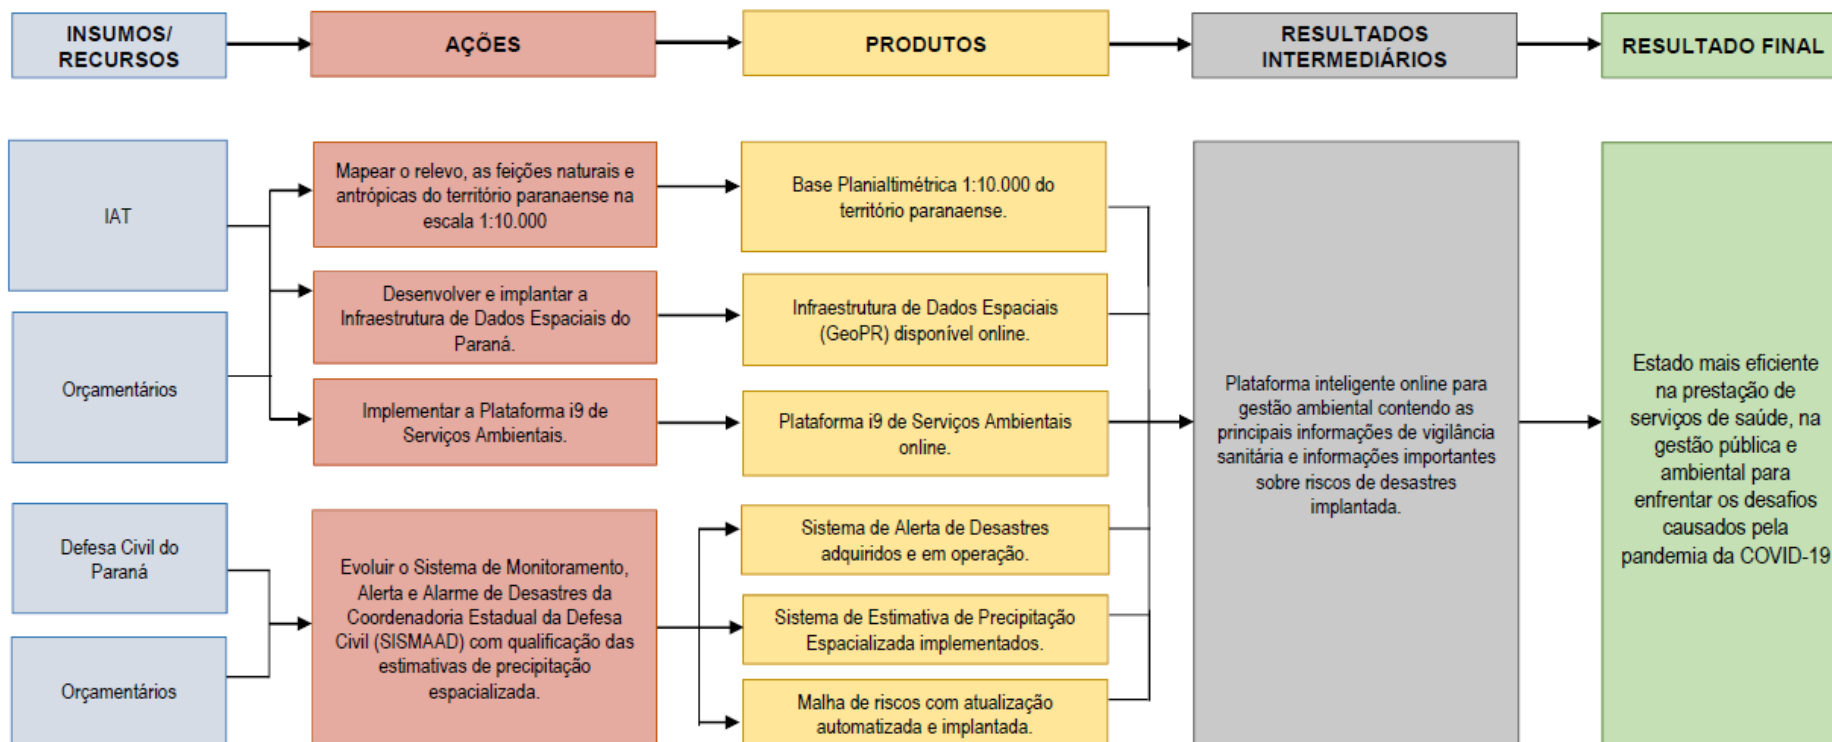 INSUMOS/
RECURSOS
AÇÕES
PRODUTOS
RESULTADOS
INTERMEDIÁRIOS
RESULTADO FINAL
IAT
Orçamentários
Mapear o relevo, as feições naturais e
antrópicas do território paranaense na
escala 1:10.000
Desenvolver e implantar a
Infraestrutura de Dados Espaciais do
Paraná.
Implementar a Plataforma i9 de
Serviços Ambientais.
Base Planialtimétrica 1:10.000 do
território paranaense.
Infraestrutura de Dados Espaciais
(GeoPR) disponível online.
Plataforma i9 de Serviços Ambientais
online.
Defesa Civil do
Paraná
Orçamentários
Evoluir o Sistema de Monitoramento,
Alerta e Alarme de Desastres da
Coordenadoria Estadual da Defesa
Civil (SISMAAD) com qualificação das
estimativas de precipitação
espacializada.
Sistema de Alerta de Desastres
adquiridos e em operação.
Sistema de Estimativa de Precipitação
Espacializada implementados.
Malha de riscos com atualização
automatizada e implantada.
Plataforma inteligente online para
gestão ambiental contendo as
principais informações de vigilância
sanitária e informações importantes
sobre riscos de desastres
implantada.
Estado mais eficiente
na prestação de
serviços de saúde, na
gestão pública e
ambiental para
enfrentar os desafios
causados pela
pandemia da COVID-19